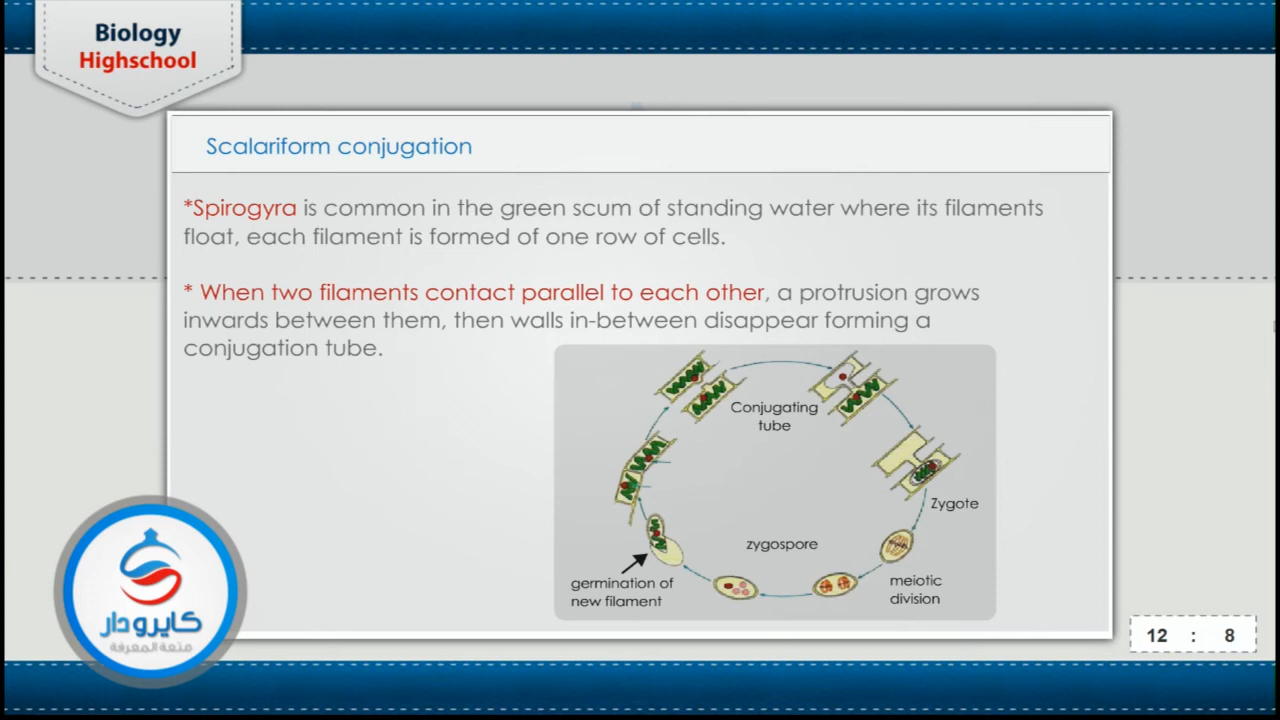 Biology
Highschool
Scalariform conjugation
*Spirogyra is common in the green scum of standing water where its filaments
float, each filament is formed of one row of cells.
* When two filaments contact parallel to each other, a protrusion grows
inwards between them, then walls in-between disappear forming a
conjugation tube.
Conjugating
tube
Zygote
zygospore
meiotic
division
germination of
new filament
كايرودار
متعة المعرفة
12 : 8